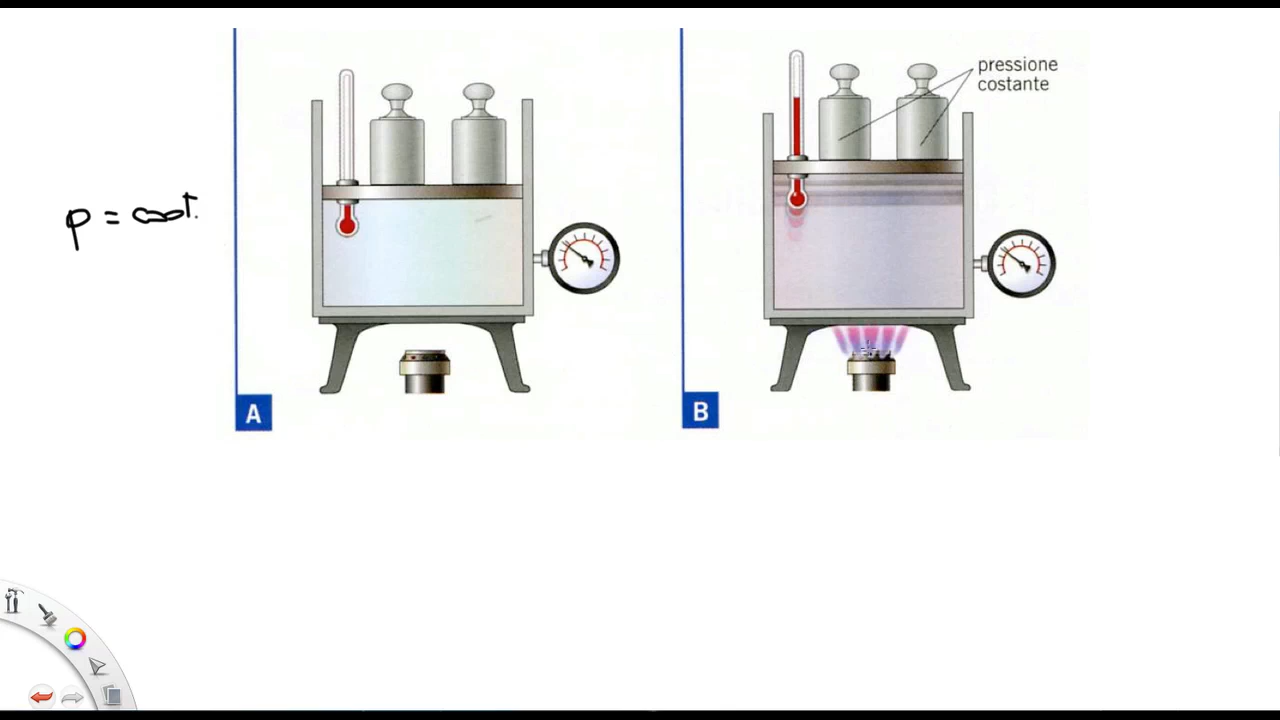 pressione
costante
p = cost.
A
B